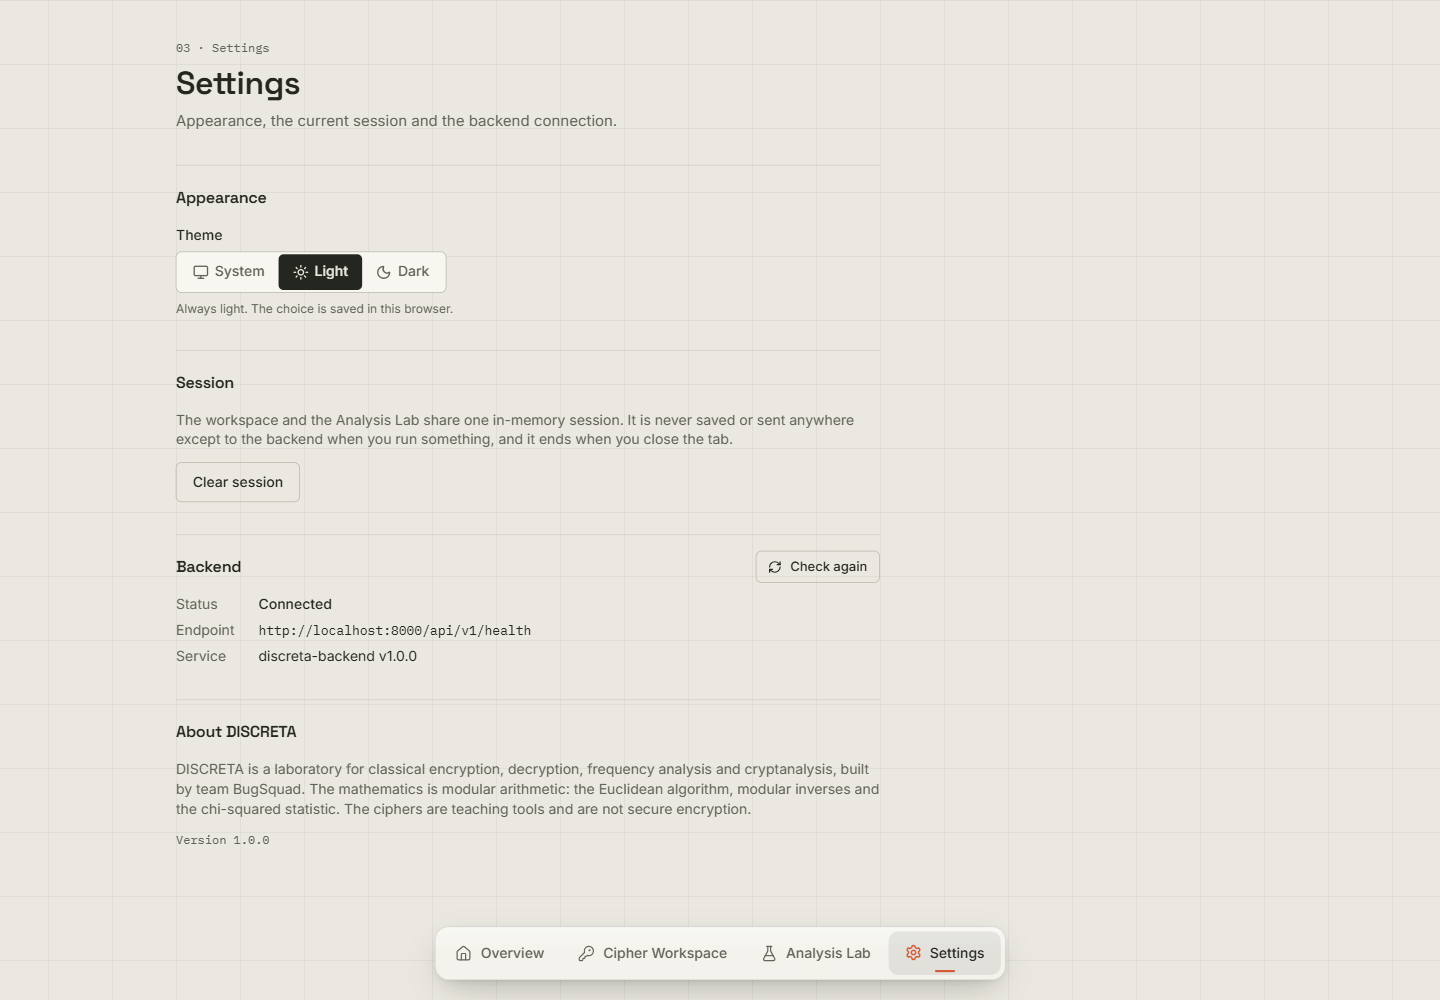 03 · Settings
Settings
Appearance, the current session and the backend connection.
Appearance
Theme
System Light Dark
Always light. The choice is saved in this browser.
Session
The workspace and the Analysis Lab share one in-memory session. It is never saved or sent anywhere
except to the backend when you run something, and it ends when you close the tab.
Clear session
Backend Check again
Status Connected
Endpoint http://localhost:8000/api/v1/health
Service discreta-backend v1.0.0
About DISCRETA
DISCRETA is a laboratory for classical encryption, decryption, frequency analysis and cryptanalysis, built
by team BugSquad. The mathematics is modular arithmetic: the Euclidean algorithm, modular inverses and
the chi-squared statistic. The ciphers are teaching tools and are not secure encryption.
Version 1.0.0
Overview Cipher Workspace Analysis Lab Settings